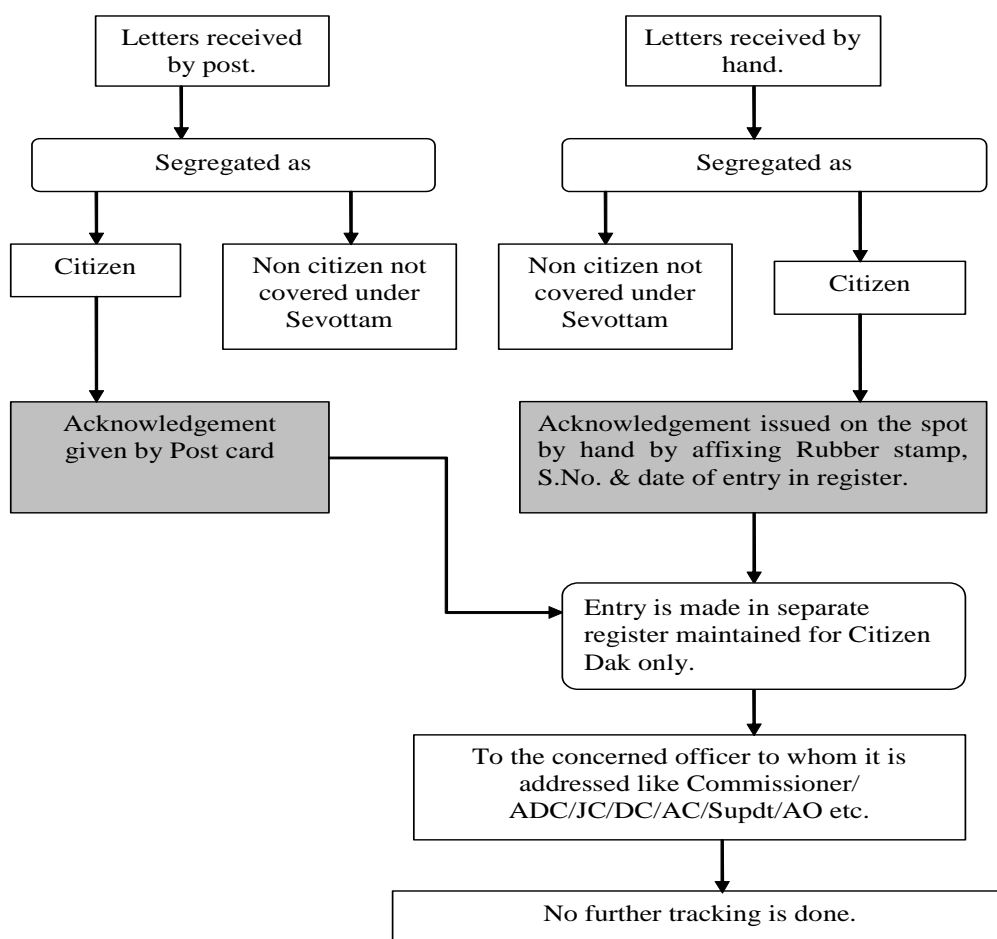 Letters received
by post.
Letters received by
hand.
Segregated as
Segregated as
Citizen
Non citizen not
covered under
Sevottam
Non citizen not
covered under
Sevottam
Citizen
Acknowledgement
given by Post card
Acknowledgement issued on the spot
by hand by affixing Rubber stamp,
S.No. & date of entry in register.
Entry is made in separate
register maintained for Citizen
Dak only.
To the concerned officer to whom it is
addressed like Commissioner/
ADC/JC/DC/AC/Supdt/AO etc.
No further tracking is done.